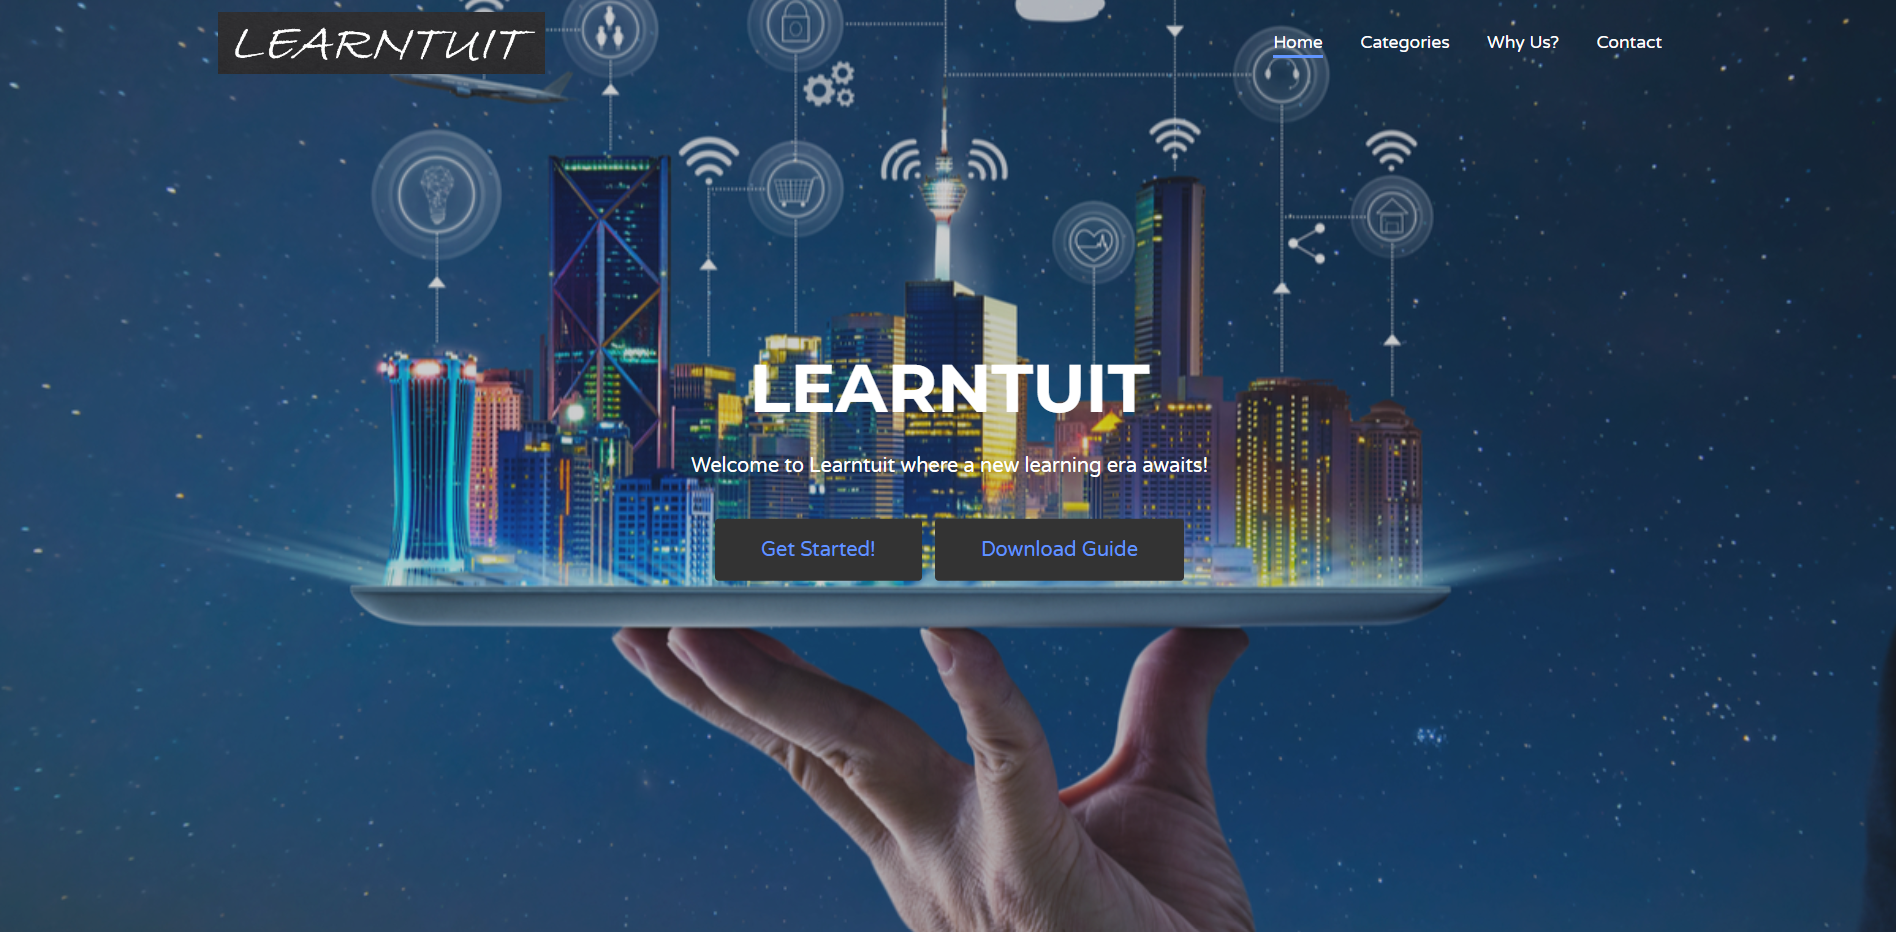 LEARNTUIT
Home Categories Why Us? Contact
LEARNTUIT
Welcome to Learntuit where a new learning era awaits!
Get Started! Download Guide